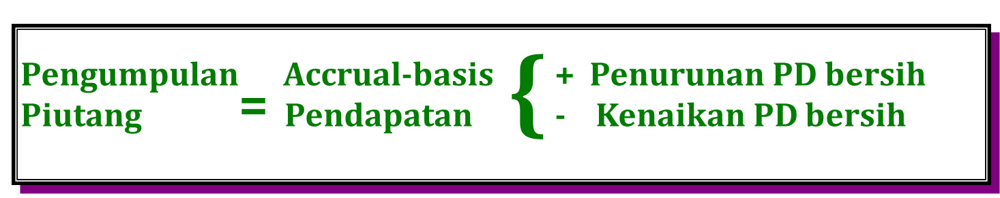 Pengumpulan Piutang = Accrual-basis Pendapatan { + Penurunan PD bersih
- Kenaikan PD bersih